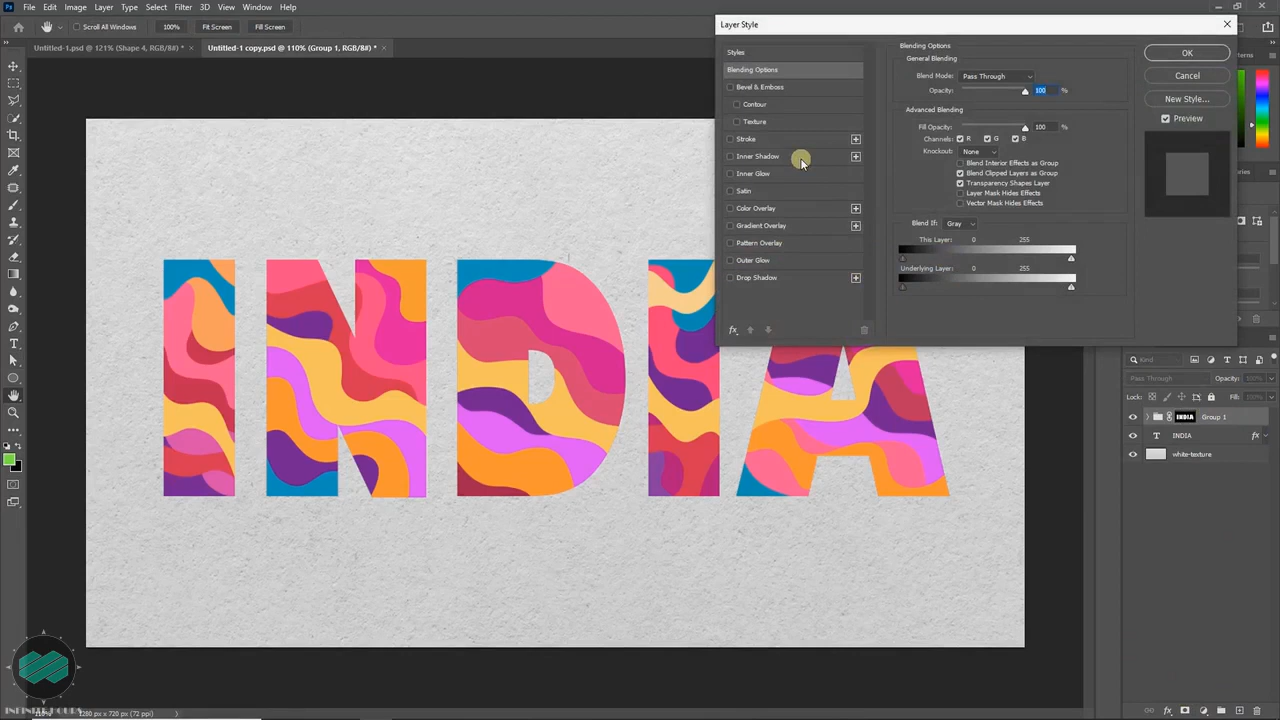 Ps File Edit Image Layer Type Select Filter 3D View Window Help
Scroll All Windows 100% Fit Screen Fill Screen
Untitled-1.psd @ 121% (Shape 4, RGB/8#) * × Untitled-1 copy.psd @ 110% (Group 1, RGB/8#) * ×
Layer Style
Styles
Blending Options
Bevel & Emboss
Contour
Texture
Stroke
Inner Shadow
Inner Glow
Satin
Color Overlay
Gradient Overlay
Pattern Overlay
Outer Glow
Drop Shadow
fx
Blending Options
General Blending
Blend Mode: Pass Through
Opacity: 100 %
Advanced Blending
Fill Opacity: 100 %
Channels: R G B
Knockout: None
Blend Interior Effects as Group
Blend Clipped Layers as Group
Transparency Shapes Layer
Layer Mask Hides Effects
Vector Mask Hides Effects
Blend If: Gray
This Layer: 0 255
Underlying Layer: 0 255
OK
Cancel
New Style...
Preview
INDIA
Kind
Pass Through Opacity: 100%
Lock: Fill: 100%
INDIA Group 1
T INDIA fx
white-texture
1280 px x 720 px (72 ppi)